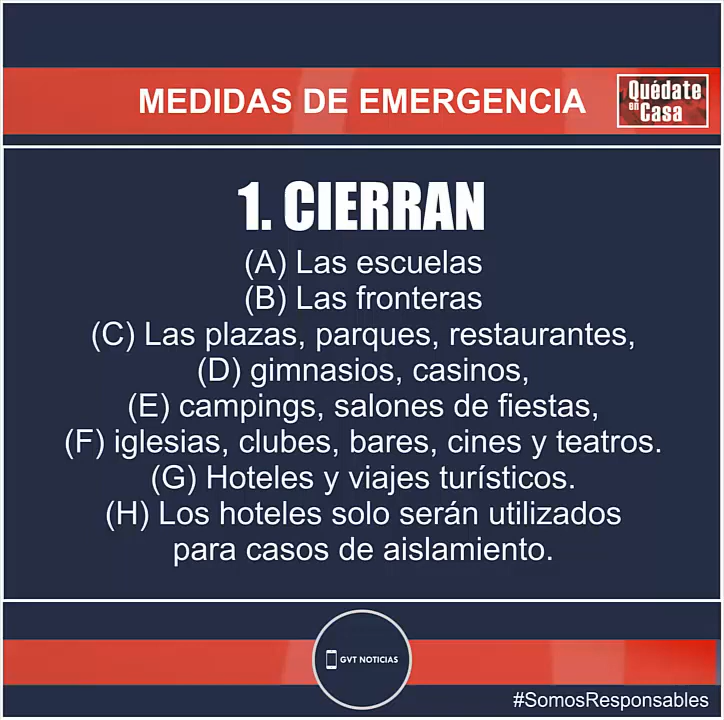 MEDIDAS DE EMERGENCIA
Quédate
en Casa
1. CIERRAN
(A) Las escuelas
(B) Las fronteras
(C) Las plazas, parques, restaurantes,
(D) gimnasios, casinos,
(E) campings, salones de fiestas,
(F) iglesias, clubes, bares, cines y teatros.
(G) Hoteles y viajes turísticos.
(H) Los hoteles solo serán utilizados
para casos de aislamiento.
GVT NOTICIAS
#SomosResponsables